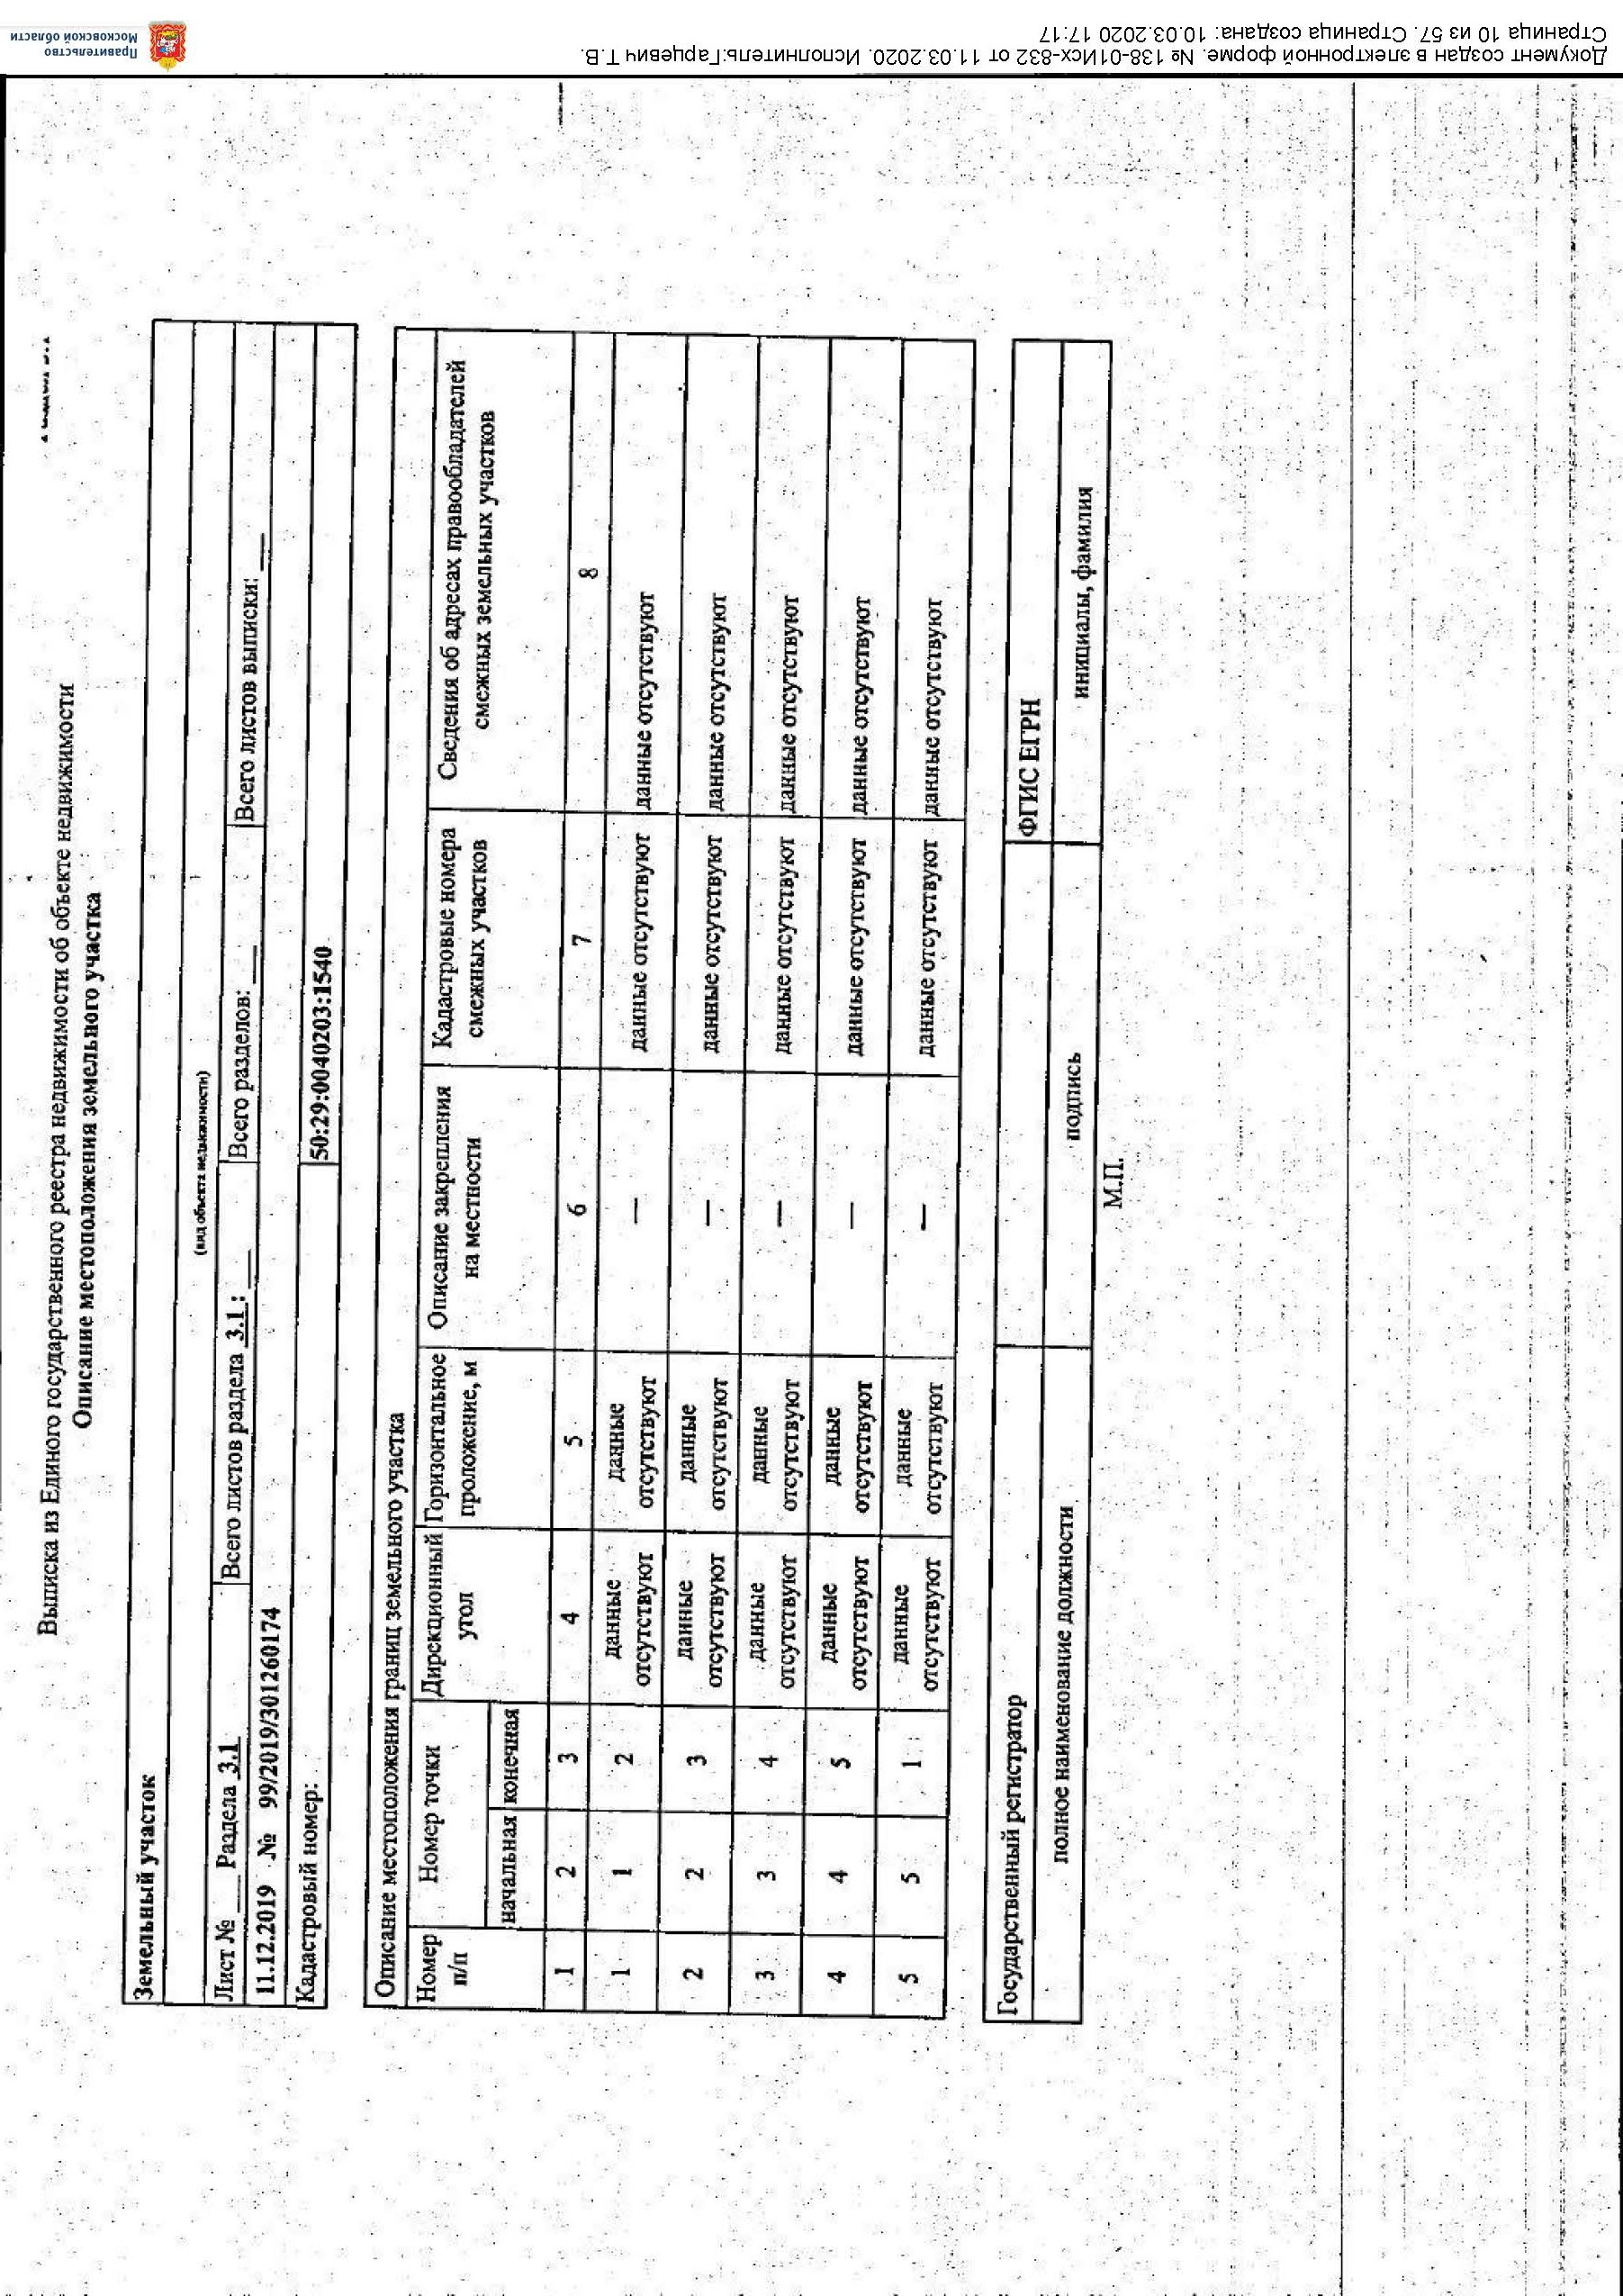 Документ создан в электронной форме. № 138-01Исх-832 от 11.03.2020. Исполнитель:Гарцевич Т.В.
Страница 10 из 57. Страница создана: 10.03.2020 17:17
Правительство
Московской области
Выписка из Единого государственного реестра недвижимости об объекте недвижимости
Описание местоположения земельного участка
Земельный участок
(вид объекта недвижимости)
Лист № ___ Раздела 3.1 Всего листов раздела 3.1 : ___ Всего разделов: ___ Всего листов выписки: ___
11.12.2019 № 99/2019/301260174
Кадастровый номер: 50:29:0040203:1540
Описание местоположения границ земельного участка
Номер п/п Номер точки Дирекционный угол Горизонтальное проложение, м Описание закрепления на местности Кадастровые номера смежных участков Сведения об адресах правообладателей смежных земельных участков
начальная конечная
1 2 3 4 5 6 7 8
1 1 2 данные отсутствуют данные отсутствуют — данные отсутствуют данные отсутствуют
2 2 3 данные отсутствуют данные отсутствуют — данные отсутствуют данные отсутствуют
3 3 4 данные отсутствуют данные отсутствуют — данные отсутствуют данные отсутствуют
4 4 5 данные отсутствуют данные отсутствуют — данные отсутствуют данные отсутствуют
5 5 1 данные отсутствуют данные отсутствуют — данные отсутствуют данные отсутствуют
Государственный регистратор ФГИС ЕГРН
полное наименование должности подпись инициалы, фамилия
М.П.